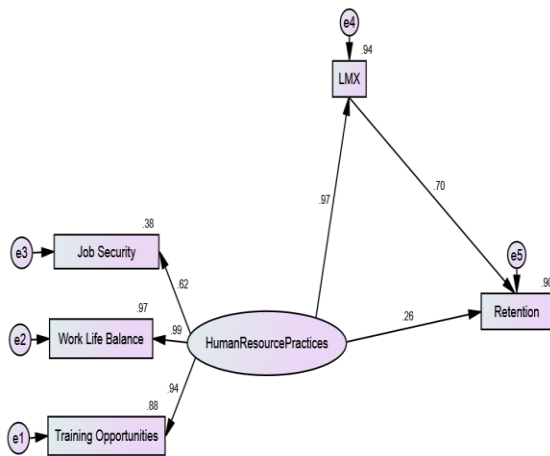 e4
.94
LMX
.97
.70
.38
e3
Job Security
e5
.90
.62
Retention
.97
.99
.26
e2
Work Life Balance
HumanResourcePractices
.94
.88
e1
Training Opportunities